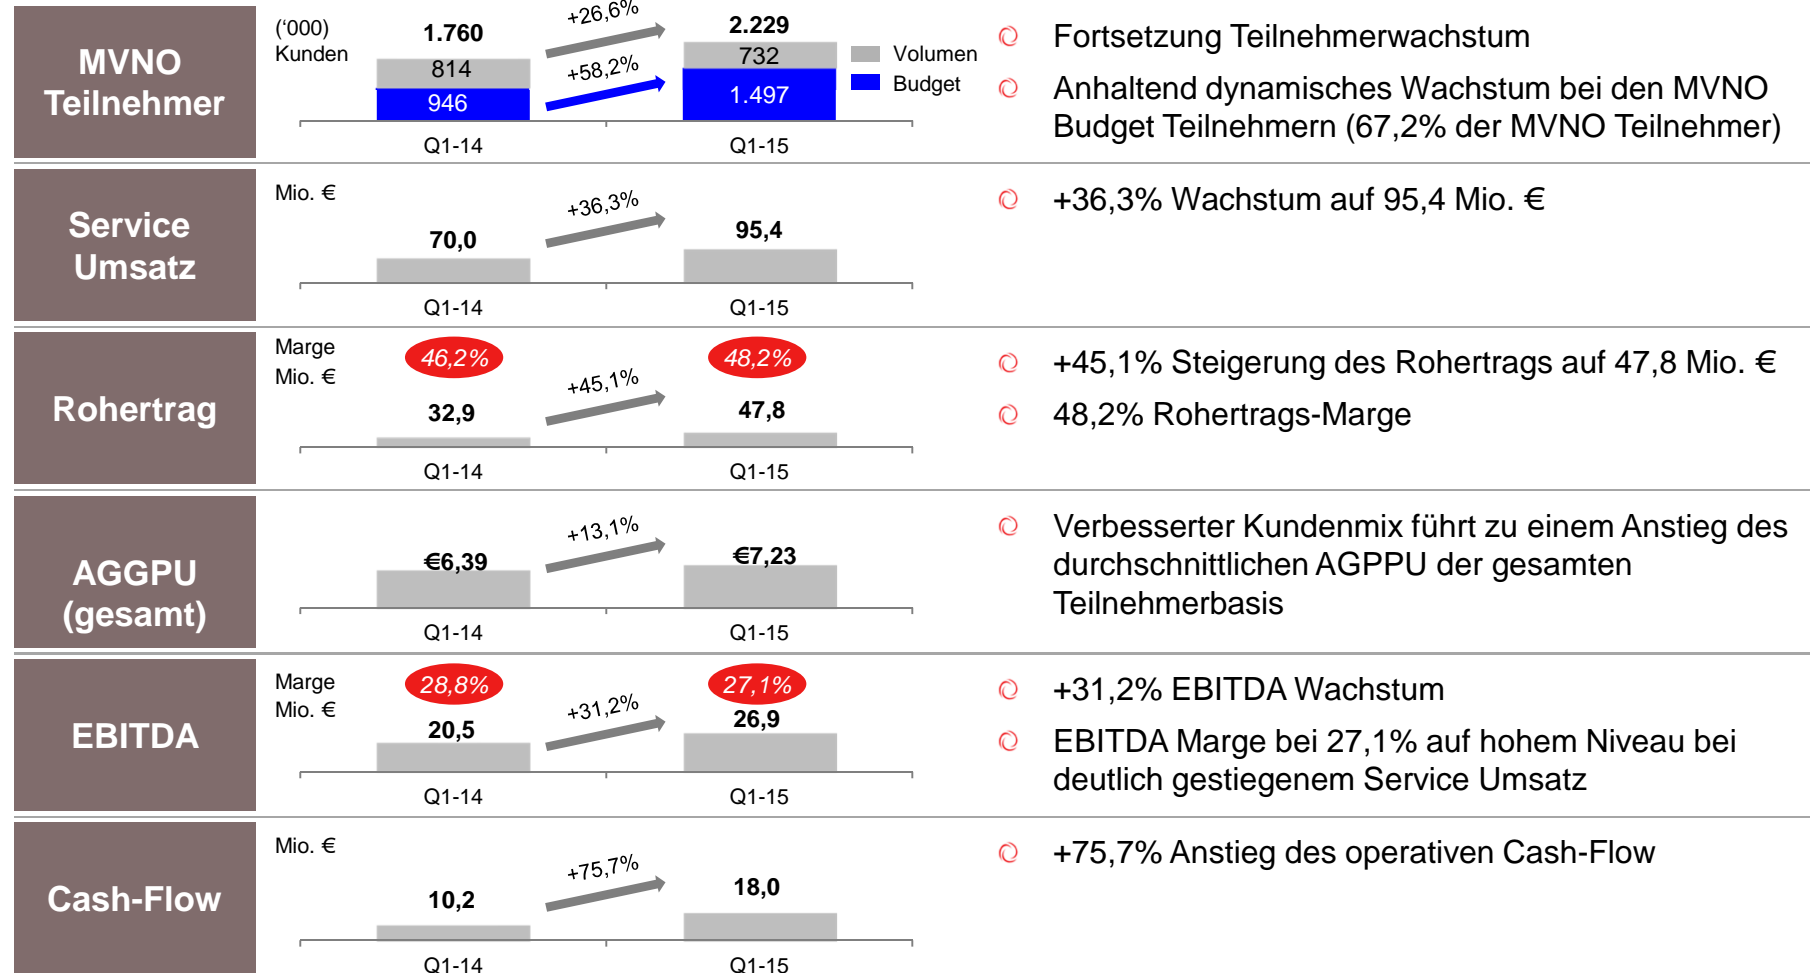 MVNO
Teilnehmer
('000)
Kunden
1.760
+26,6%
2.229
814
+58,2%
732
946
1.497
Volumen
Budget
Q1-14
Q1-15
Fortsetzung Teilnehmerwachstum
Anhaltend dynamisches Wachstum bei den MVNO
Budget Teilnehmern (67,2% der MVNO Teilnehmer)
Service
Umsatz
Mio. €
70,0
+36,3%
95,4
Q1-14
Q1-15
+36,3% Wachstum auf 95,4 Mio. €
Rohertrag
Marge
Mio. €
46,2%
48,2%
32,9
+45,1%
47,8
Q1-14
Q1-15
+45,1% Steigerung des Rohertrags auf 47,8 Mio. €
48,2% Rohertrags-Marge
AGGPU
(gesamt)
€6,39
+13,1%
€7,23
Q1-14
Q1-15
Verbesserter Kundenmix führt zu einem Anstieg des
durchschnittlichen AGPPU der gesamten
Teilnehmerbasis
EBITDA
Marge
Mio. €
28,8%
27,1%
20,5
+31,2%
26,9
Q1-14
Q1-15
+31,2% EBITDA Wachstum
EBITDA Marge bei 27,1% auf hohem Niveau bei
deutlich gestiegenem Service Umsatz
Cash-Flow
Mio. €
10,2
+75,7%
18,0
Q1-14
Q1-15
+75,7% Anstieg des operativen Cash-Flow